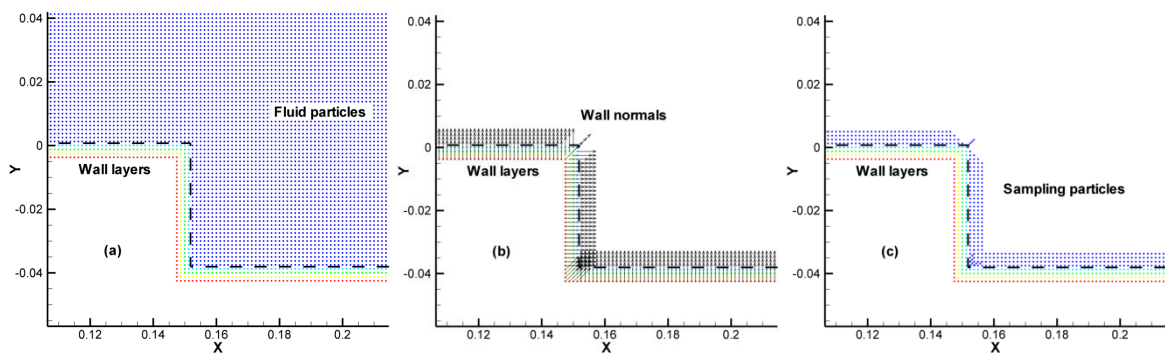 0.04
0.02
0
-0.02
-0.04
Y
Fluid particles
Wall layers
(a)
0.12 0.14 0.16 0.18 0.2
X
0.04
0.02
0
-0.02
-0.04
Y
Wall normals
Wall layers
(b)
0.12 0.14 0.16 0.18 0.2
X
0.04
0.02
0
-0.02
-0.04
Y
Wall layers
Sampling particles
(c)
0.12 0.14 0.16 0.18 0.2
X